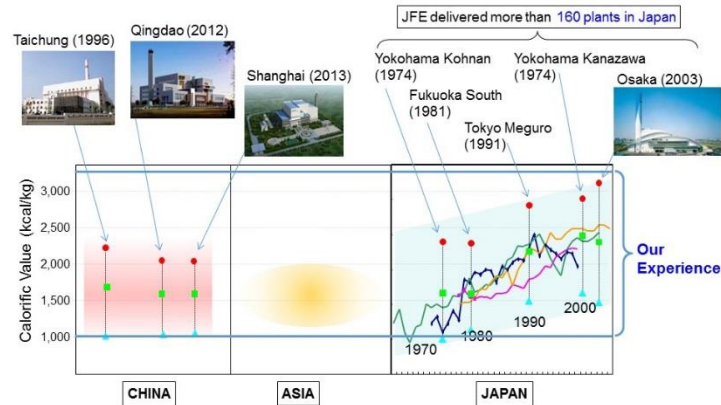 JFE delivered more than 160 plants in Japan
Taichung (1996)
Qingdao (2012)
Shanghai (2013)
Yokohama Kohnan
(1974)
Fukuoka South
(1981)
Tokyo Meguro
(1991)
Yokohama Kanazawa
(1974)
Osaka (2003)
Calorific Value (kcal/kg)
3,000
2,500
2,000
1,500
1,000
1970
1980
1990
2000
Our
Experience
CHINA
ASIA
JAPAN